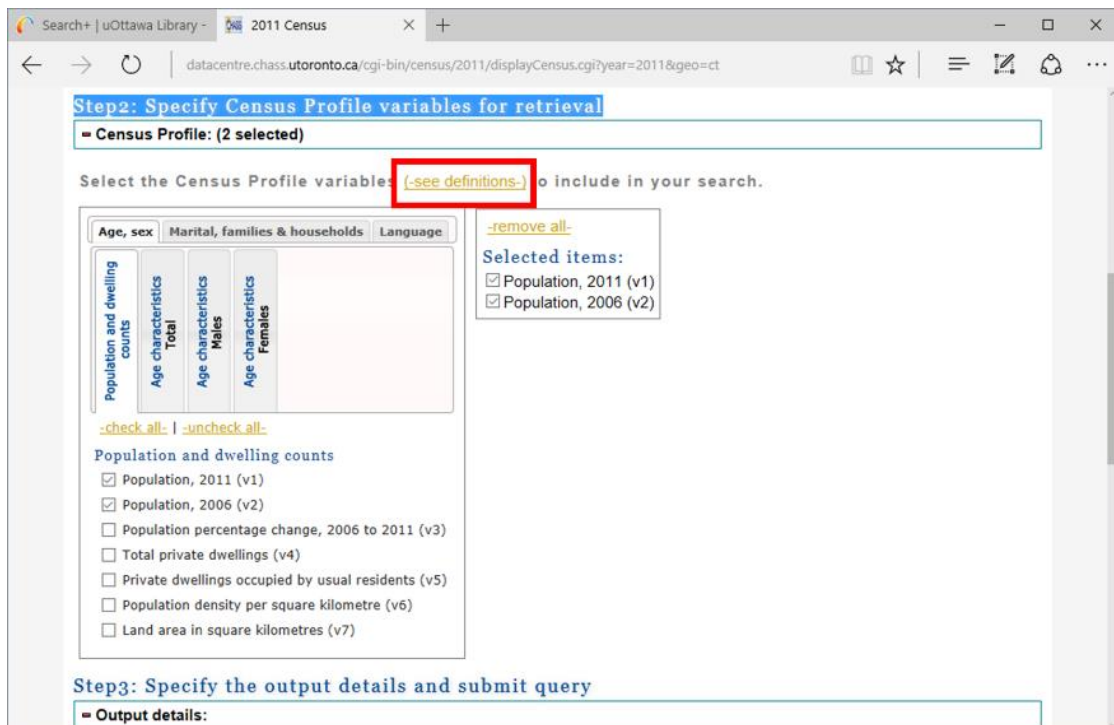 Search+ | uOttawa Library -
2011 Census
datacentre.chass.utoronto.ca/cgi-bin/census/2011/displayCensus.cgi?year=2011&geo=ct
Step2: Specify Census Profile variables for retrieval
Census Profile: (2 selected)
Select the Census Profile variables (-see definitions-) o include in your search.
Age, sex
Marital, families & households
Language
Population and dwelling
counts
Age characteristics
Total
Age characteristics
Males
Age characteristics
Females
-check all- | -uncheck all-
Population and dwelling counts
Population, 2011 (v1)
Population, 2006 (v2)
Population percentage change, 2006 to 2011 (v3)
Total private dwellings (v4)
Private dwellings occupied by usual residents (v5)
Population density per square kilometre (v6)
Land area in square kilometres (v7)
-remove all-
Selected items:
Population, 2011 (v1)
Population, 2006 (v2)
Step3: Specify the output details and submit query
Output details: